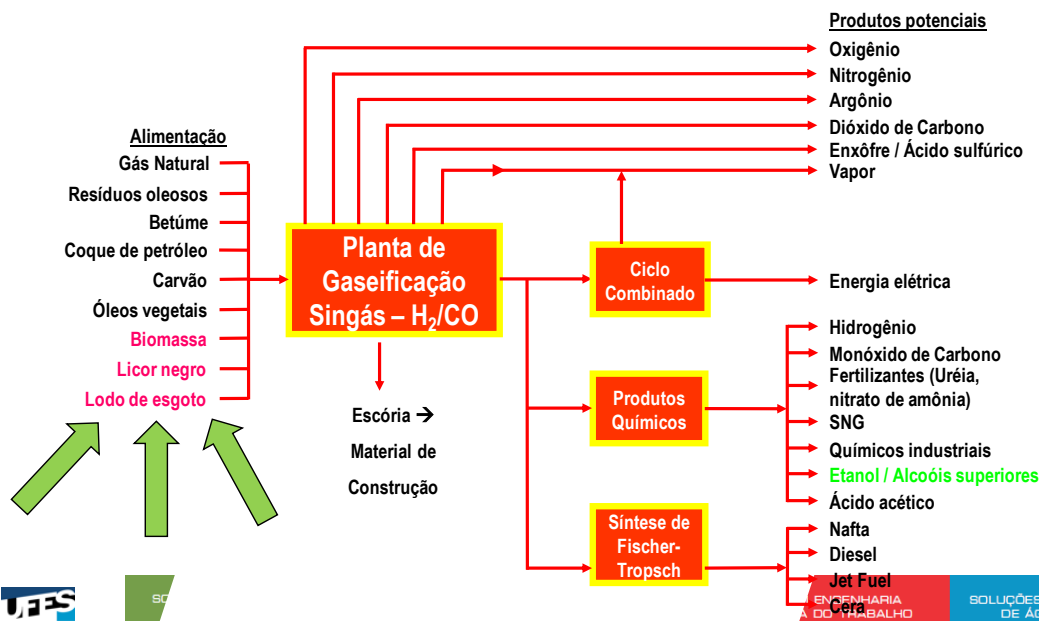 Produtos potenciais
Oxigênio
Nitrogênio
Argônio
Dióxido de Carbono
Enxôfre / Ácido sulfúrico
Vapor
Alimentação
Gás Natural
Resíduos oleosos
Betúme
Coque de petróleo
Carvão
Óleos vegetais
Biomassa
Licor negro
Lodo de esgoto
Planta de
Gaseificação
Singás – H₂/CO
Escória →
Material de
Construção
Ciclo
Combinado
Energia elétrica
Produtos
Químicos
Hidrogênio
Monóxido de Carbono
Fertilizantes (Uréia,
nitrato de amônia)
SNG
Químicos industriais
Etanol / Alcoóis superiores
Ácido acético
Síntese de
Fischer-
Tropsch
Nafta
Diesel
Jet Fuel
Cera
UFES
ENGENHARIA
DO TRABALHO
SOLUÇÕES